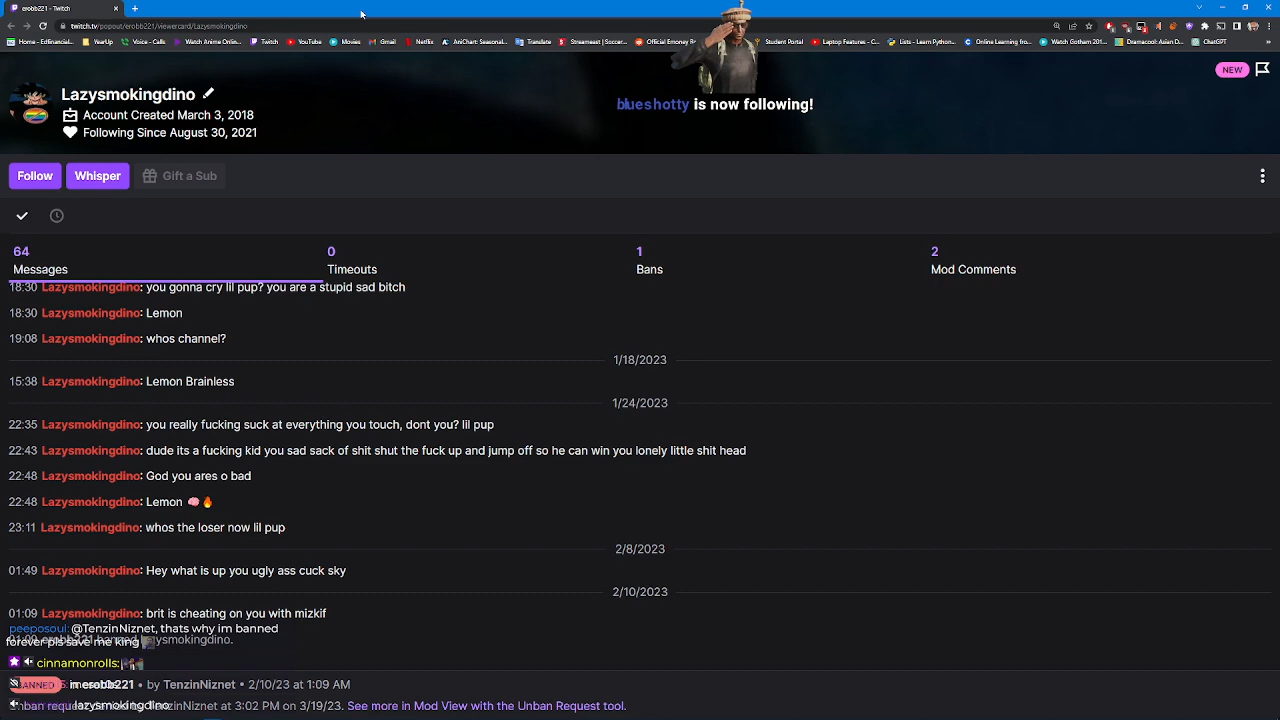 erobb221 - Twitch
twitch.tv/popout/erobb221/viewercard/Lazysmokingdino
Home - Edfinancial... YearUp Voice - Calls Watch Anime Onlin... Twitch YouTube Movies Gmail Netflix AniChart: Seasonal... Translate Streameast | Soccer... Official Emoney Bo... Student Portal Laptop Features - C... Lists - Learn Python... Online Learning fro... Watch Gotham 201... Dramacool: Asian D... ChatGPT
NEW
Lazysmokingdino
blueshotty is now following!
Account Created March 3, 2018
Following Since August 30, 2021
Follow Whisper Gift a Sub
64 0 1 2
Messages Timeouts Bans Mod Comments
18:30 Lazysmokingdino: you gonna cry lil pup? you are a stupid sad bitch
18:30 Lazysmokingdino: Lemon
19:08 Lazysmokingdino: whos channel?
1/18/2023
15:38 Lazysmokingdino: Lemon Brainless
1/24/2023
22:35 Lazysmokingdino: you really fucking suck at everything you touch, dont you? lil pup
22:43 Lazysmokingdino: dude its a fucking kid you sad sack of shit shut the fuck up and jump off so he can win you lonely little shit head
22:48 Lazysmokingdino: God you ares o bad
22:48 Lazysmokingdino: Lemon 🧠🔥
23:11 Lazysmokingdino: whos the loser now lil pup
2/8/2023
01:49 Lazysmokingdino: Hey what is up you ugly ass cuck sky
2/10/2023
01:09 Lazysmokingdino: brit is cheating on you with mizkif
peeposoul: @TenzinNiznet, thats why im banned
forever pls save me king
01:09 erobb221 banned lazysmokingdino.
cinnamonrolls:
BANNED in erobb221 • by TenzinNiznet • 2/10/23 at 1:09 AM
lazysmokingdino
Unban request TenzinNiznet at 3:02 PM on 3/19/23. See more in Mod View with the Unban Request tool.